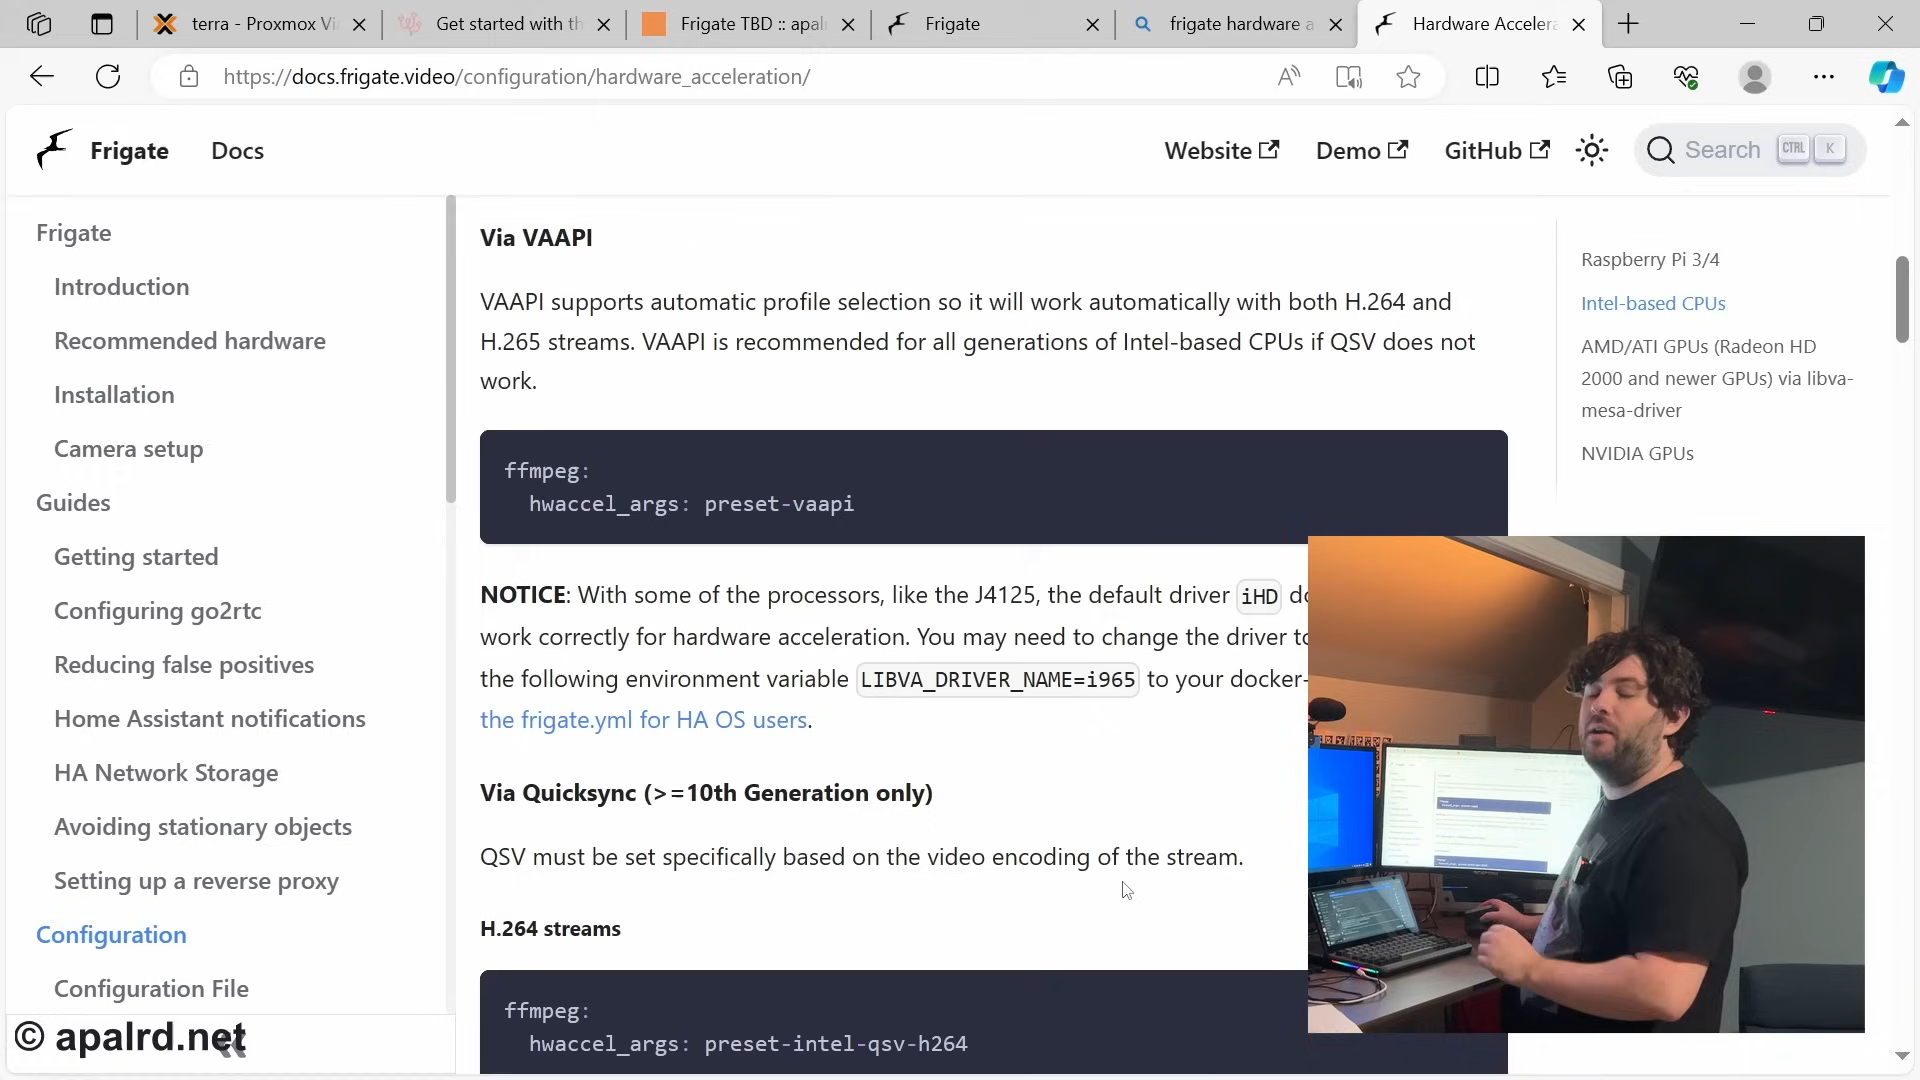 terra - Proxmox Vi
Get started with th
Frigate TBD :: apal
Frigate
frigate hardware a
Hardware Accelera
https://docs.frigate.video/configuration/hardware_acceleration/
Frigate
Docs
Website
Demo
GitHub
Search
CTRL
K
Frigate
Introduction
Recommended hardware
Installation
Camera setup
Guides
Getting started
Configuring go2rtc
Reducing false positives
Home Assistant notifications
HA Network Storage
Avoiding stationary objects
Setting up a reverse proxy
Configuration
Configuration File
© apalrd.net
Via VAAPI
VAAPI supports automatic profile selection so it will work automatically with both H.264 and
H.265 streams. VAAPI is recommended for all generations of Intel-based CPUs if QSV does not
work.
ffmpeg:
hwaccel_args: preset-vaapi
NOTICE: With some of the processors, like the J4125, the default driver iHD do
work correctly for hardware acceleration. You may need to change the driver to
the following environment variable LIBVA_DRIVER_NAME=i965 to your docker-
the frigate.yml for HA OS users.
Via Quicksync (>=10th Generation only)
QSV must be set specifically based on the video encoding of the stream.
H.264 streams
ffmpeg:
hwaccel_args: preset-intel-qsv-h264
Raspberry Pi 3/4
Intel-based CPUs
AMD/ATI GPUs (Radeon HD
2000 and newer GPUs) via libva-
mesa-driver
NVIDIA GPUs